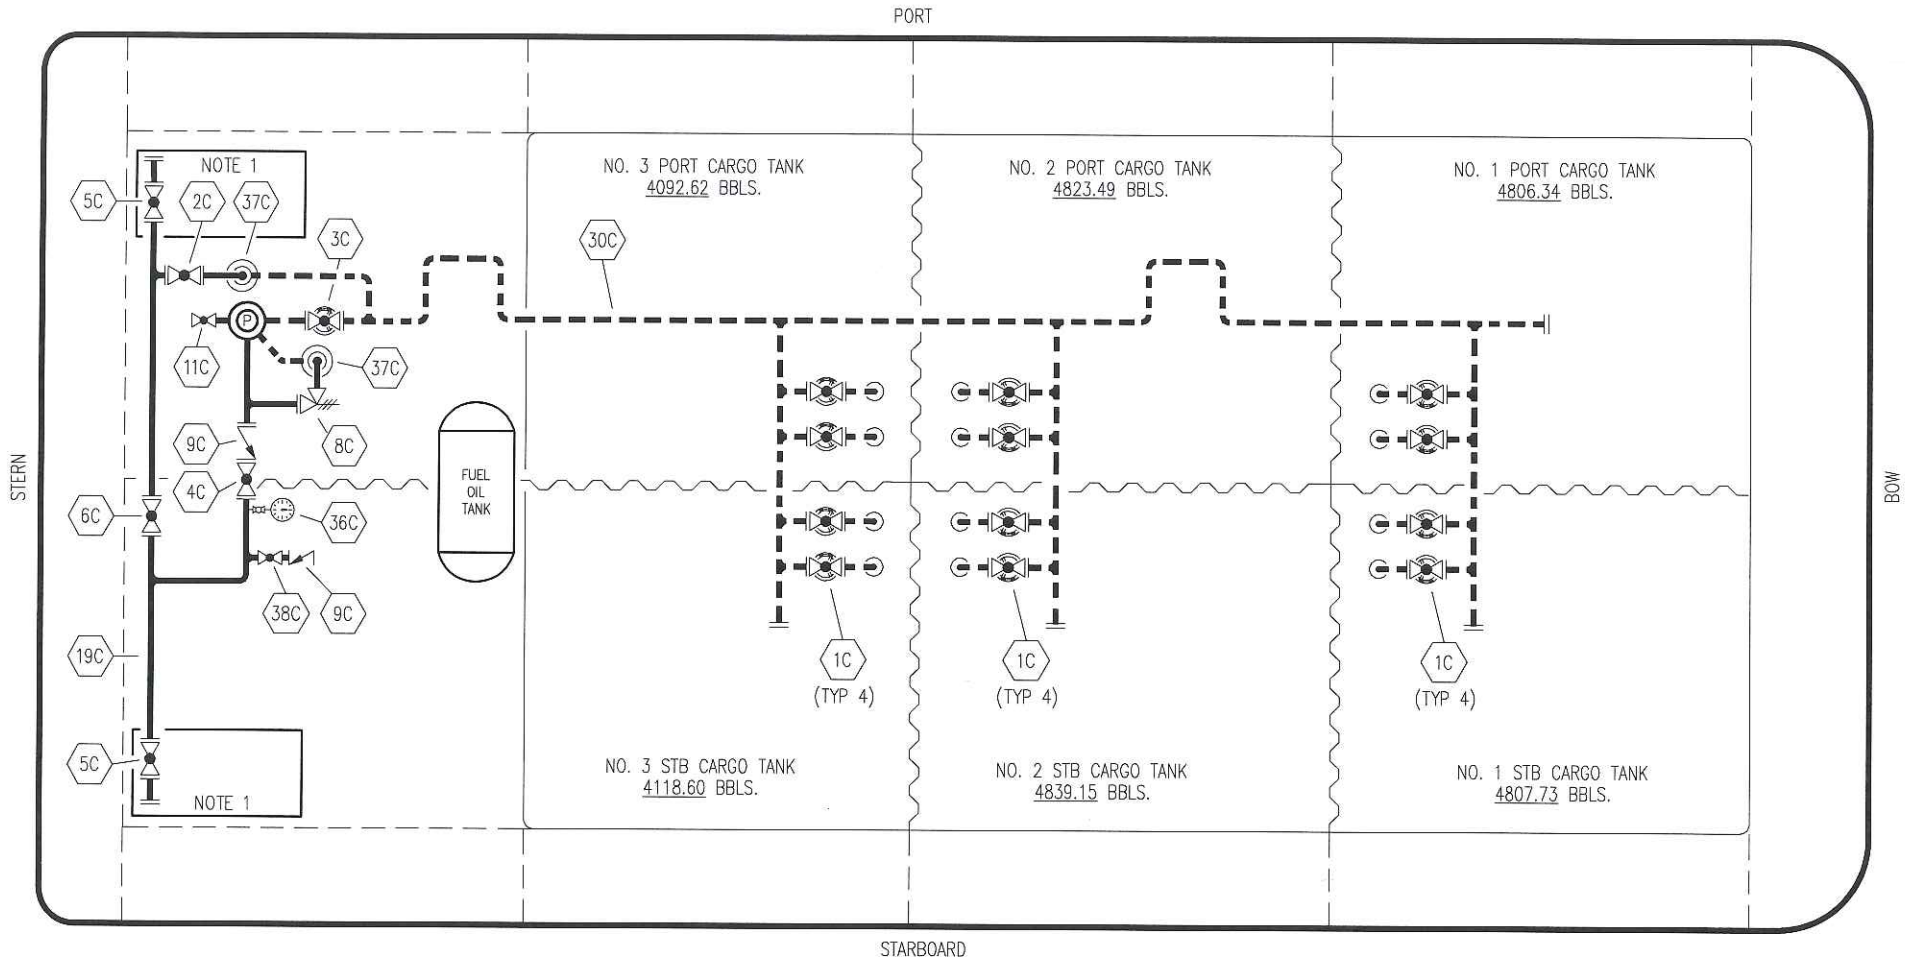 PORT
NOTE 1
NO. 3 PORT CARGO TANK
4092.62 BBLS.
NO. 2 PORT CARGO TANK
4823.49 BBLS.
NO. 1 PORT CARGO TANK
4806.34 BBLS.
5C
2C
37C
3C
30C
P
11C
37C
9C
8C
STERN
4C
FUEL
OIL
TANK
BOW
6C
36C
38C
9C
19C
1C
(TYP 4)
1C
(TYP 4)
1C
(TYP 4)
5C
NO. 3 STB CARGO TANK
4118.60 BBLS.
NO. 2 STB CARGO TANK
4839.15 BBLS.
NO. 1 STB CARGO TANK
4807.73 BBLS.
NOTE 1
STARBOARD